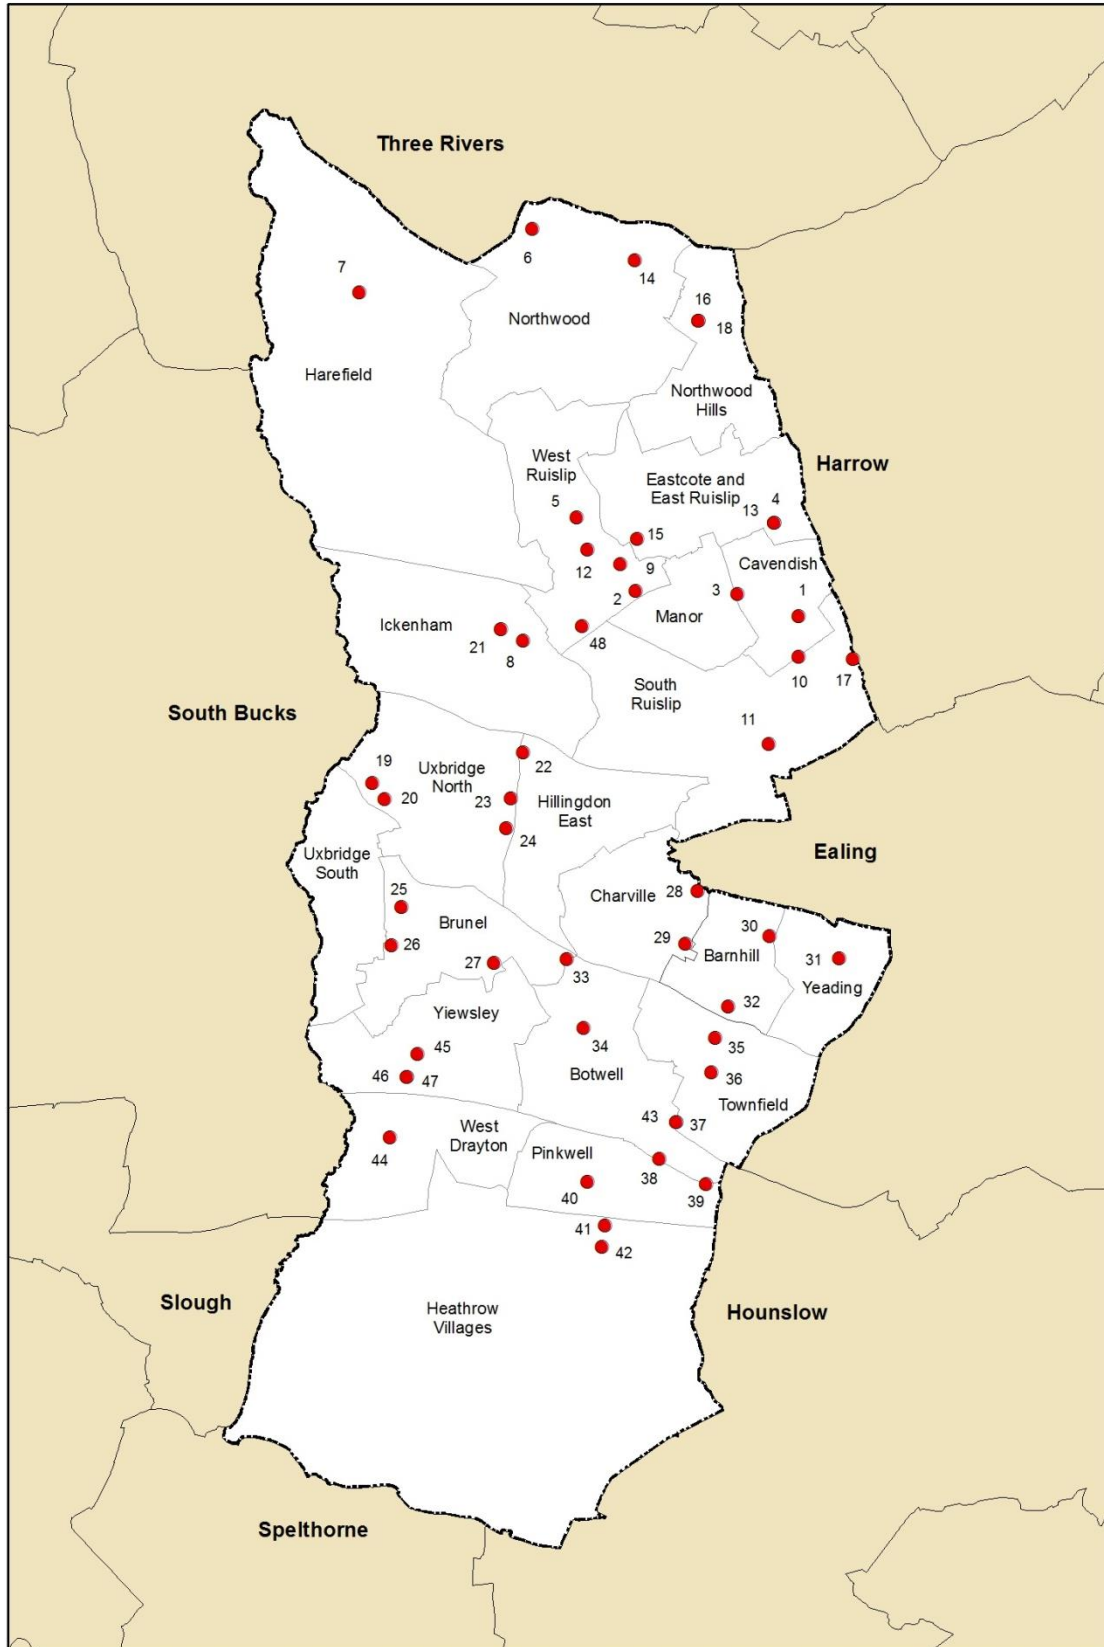 Three Rivers
6
7
14
16
18
Northwood
Harefield
Northwood
Hills
West
Ruislip
Harrow
Eastcote and
East Ruislip
5
4
13
15
12
9
Cavendish
2
3
1
Manor
Ickenham
21
8
48
10
17
South
Ruislip
South Bucks
11
19
22
Uxbridge
North
20
23
Hillingdon
East
24
Uxbridge
South
Ealing
25
Charville
28
Brunel
26
29
30
Barnhill
27
33
31
Yeading
32
Yiewsley
34
35
45
Botwell
46
47
36
Townfield
43
37
West
Drayton
44
Pinkwell
38
40
39
41
42
Slough
Heathrow
Villages
Hounslow
Spelthorne